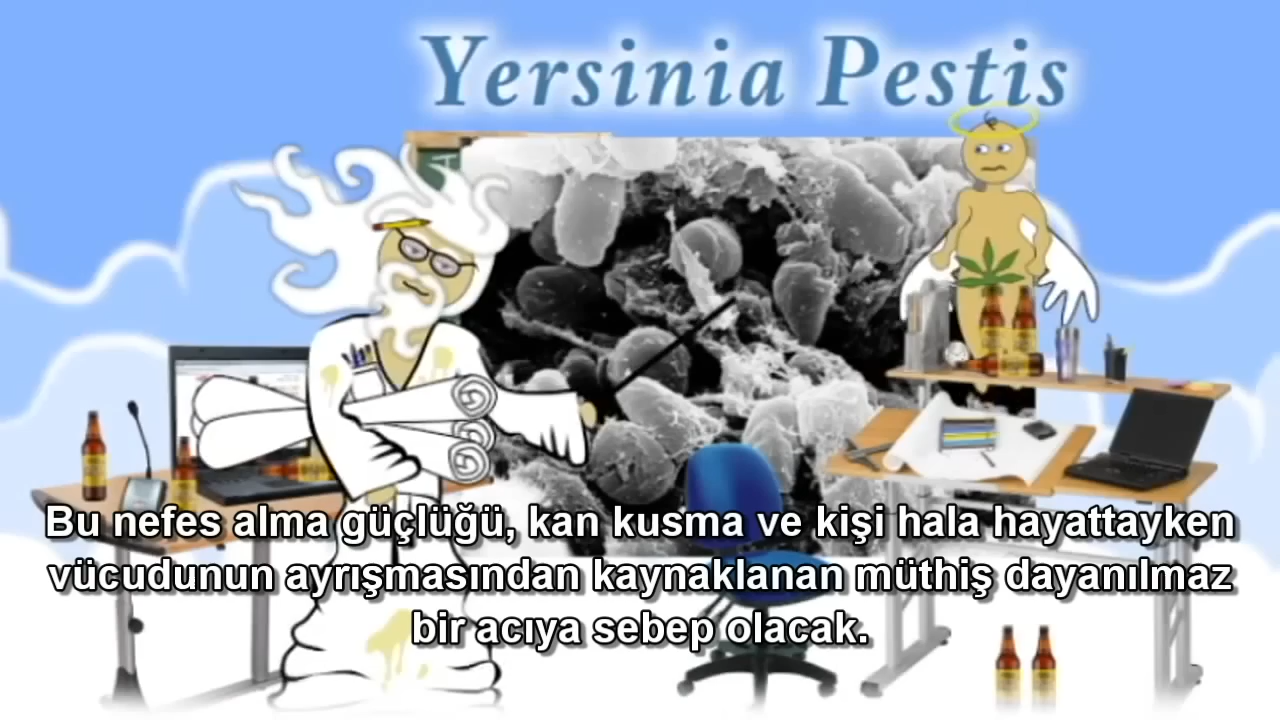 Yersinia Pestis
Bu nefes alma güçlüğü, kan kusma ve kişi hala hayattayken
vücudunun ayrışmasından kaynaklanan müthiş dayanılmaz
bir acıya sebep olacak.